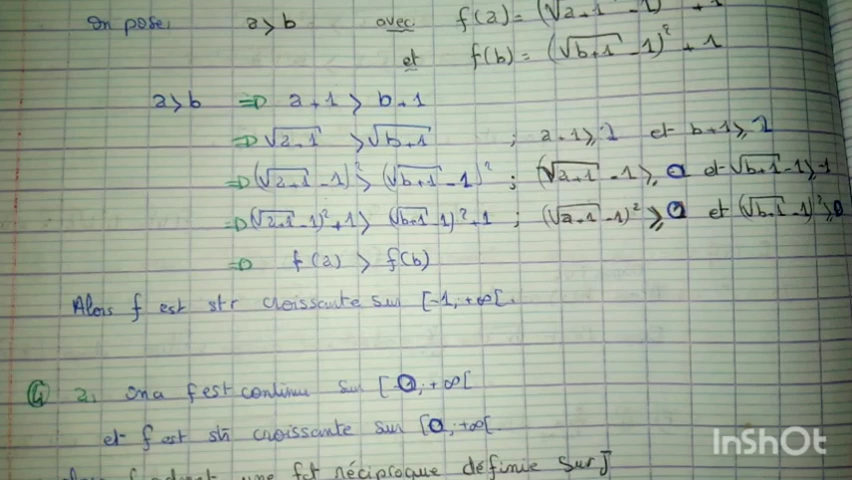 On pose, a>b avec f(a) = (√a+1 - 1)² + 1
et f(b) = (√b+1 - 1)² + 1
a>b => a+1 > b+1
=> √a+1 > √b+1 ; a+1 ≥ 1 et b+1 ≥ 1
=> (√a+1 - 1)² > (√b+1 - 1)² ; (√a+1 - 1 ≥ 0 et √b+1 - 1 ≥ -1
=> (√a+1 - 1)² + 1 > (√b+1 - 1)² + 1 ; (√a+1 - 1)² ≥ 0 et (√b+1 - 1)² ≥ 0
=> f(a) > f(b)
Alors f est str croissante sur [-1, +∞[.
2. on a f est continu sur [0, +∞[
et f est str croissante sur [0, +∞[
une fct réciproque définie sur J
InShOt